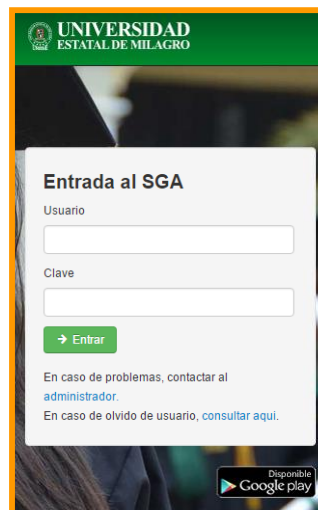 UNIVERSIDAD
ESTATAL DE MILAGRO
Entrada al SGA
Usuario
Clave
Entrar
En caso de problemas, contactar al
administrador.
En caso de olvido de usuario, consultar aqui.
Disponible
Google play